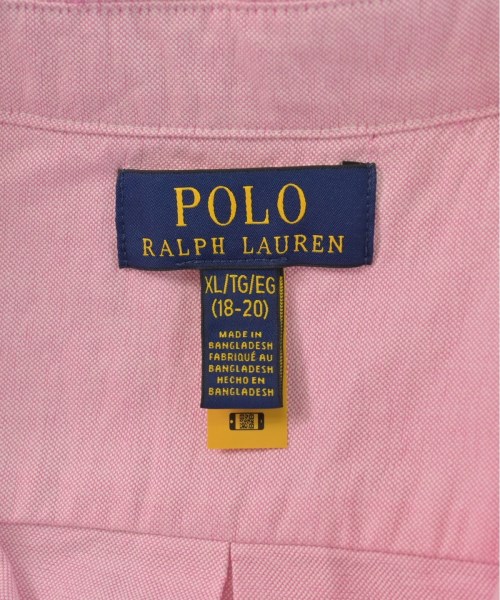 POLO
RALPH LAUREN
XL/TG/EG
(18-20)
MADE IN
BANGLADESH
FABRIQUÉ AU
BANGLADESH
HECHO EN
BANGLADESH